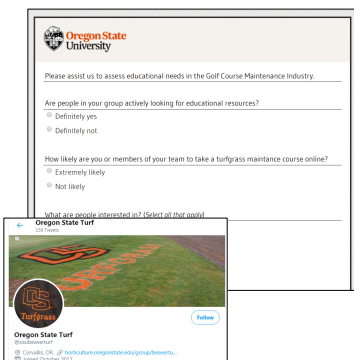 Oregon State
University
Please assist us to assess educational needs in the Golf Course Maintenance Industry.
Are people in your group actively looking for educational resources?
Definitely yes
Definitely not
How likely are you or members of your team to take a turfgrass maintance course online?
Extremely likely
Not likely
What are people interested in? (Select all that apply)
Oregon State Turf
159 Tweets
OS
TURFGRASS
OS
Turfgrass
Follow
Oregon State Turf
@osubeaverturf
Corvallis, OR horticulture.oregonstate.edu/group/beavertu...
Joined October 2017